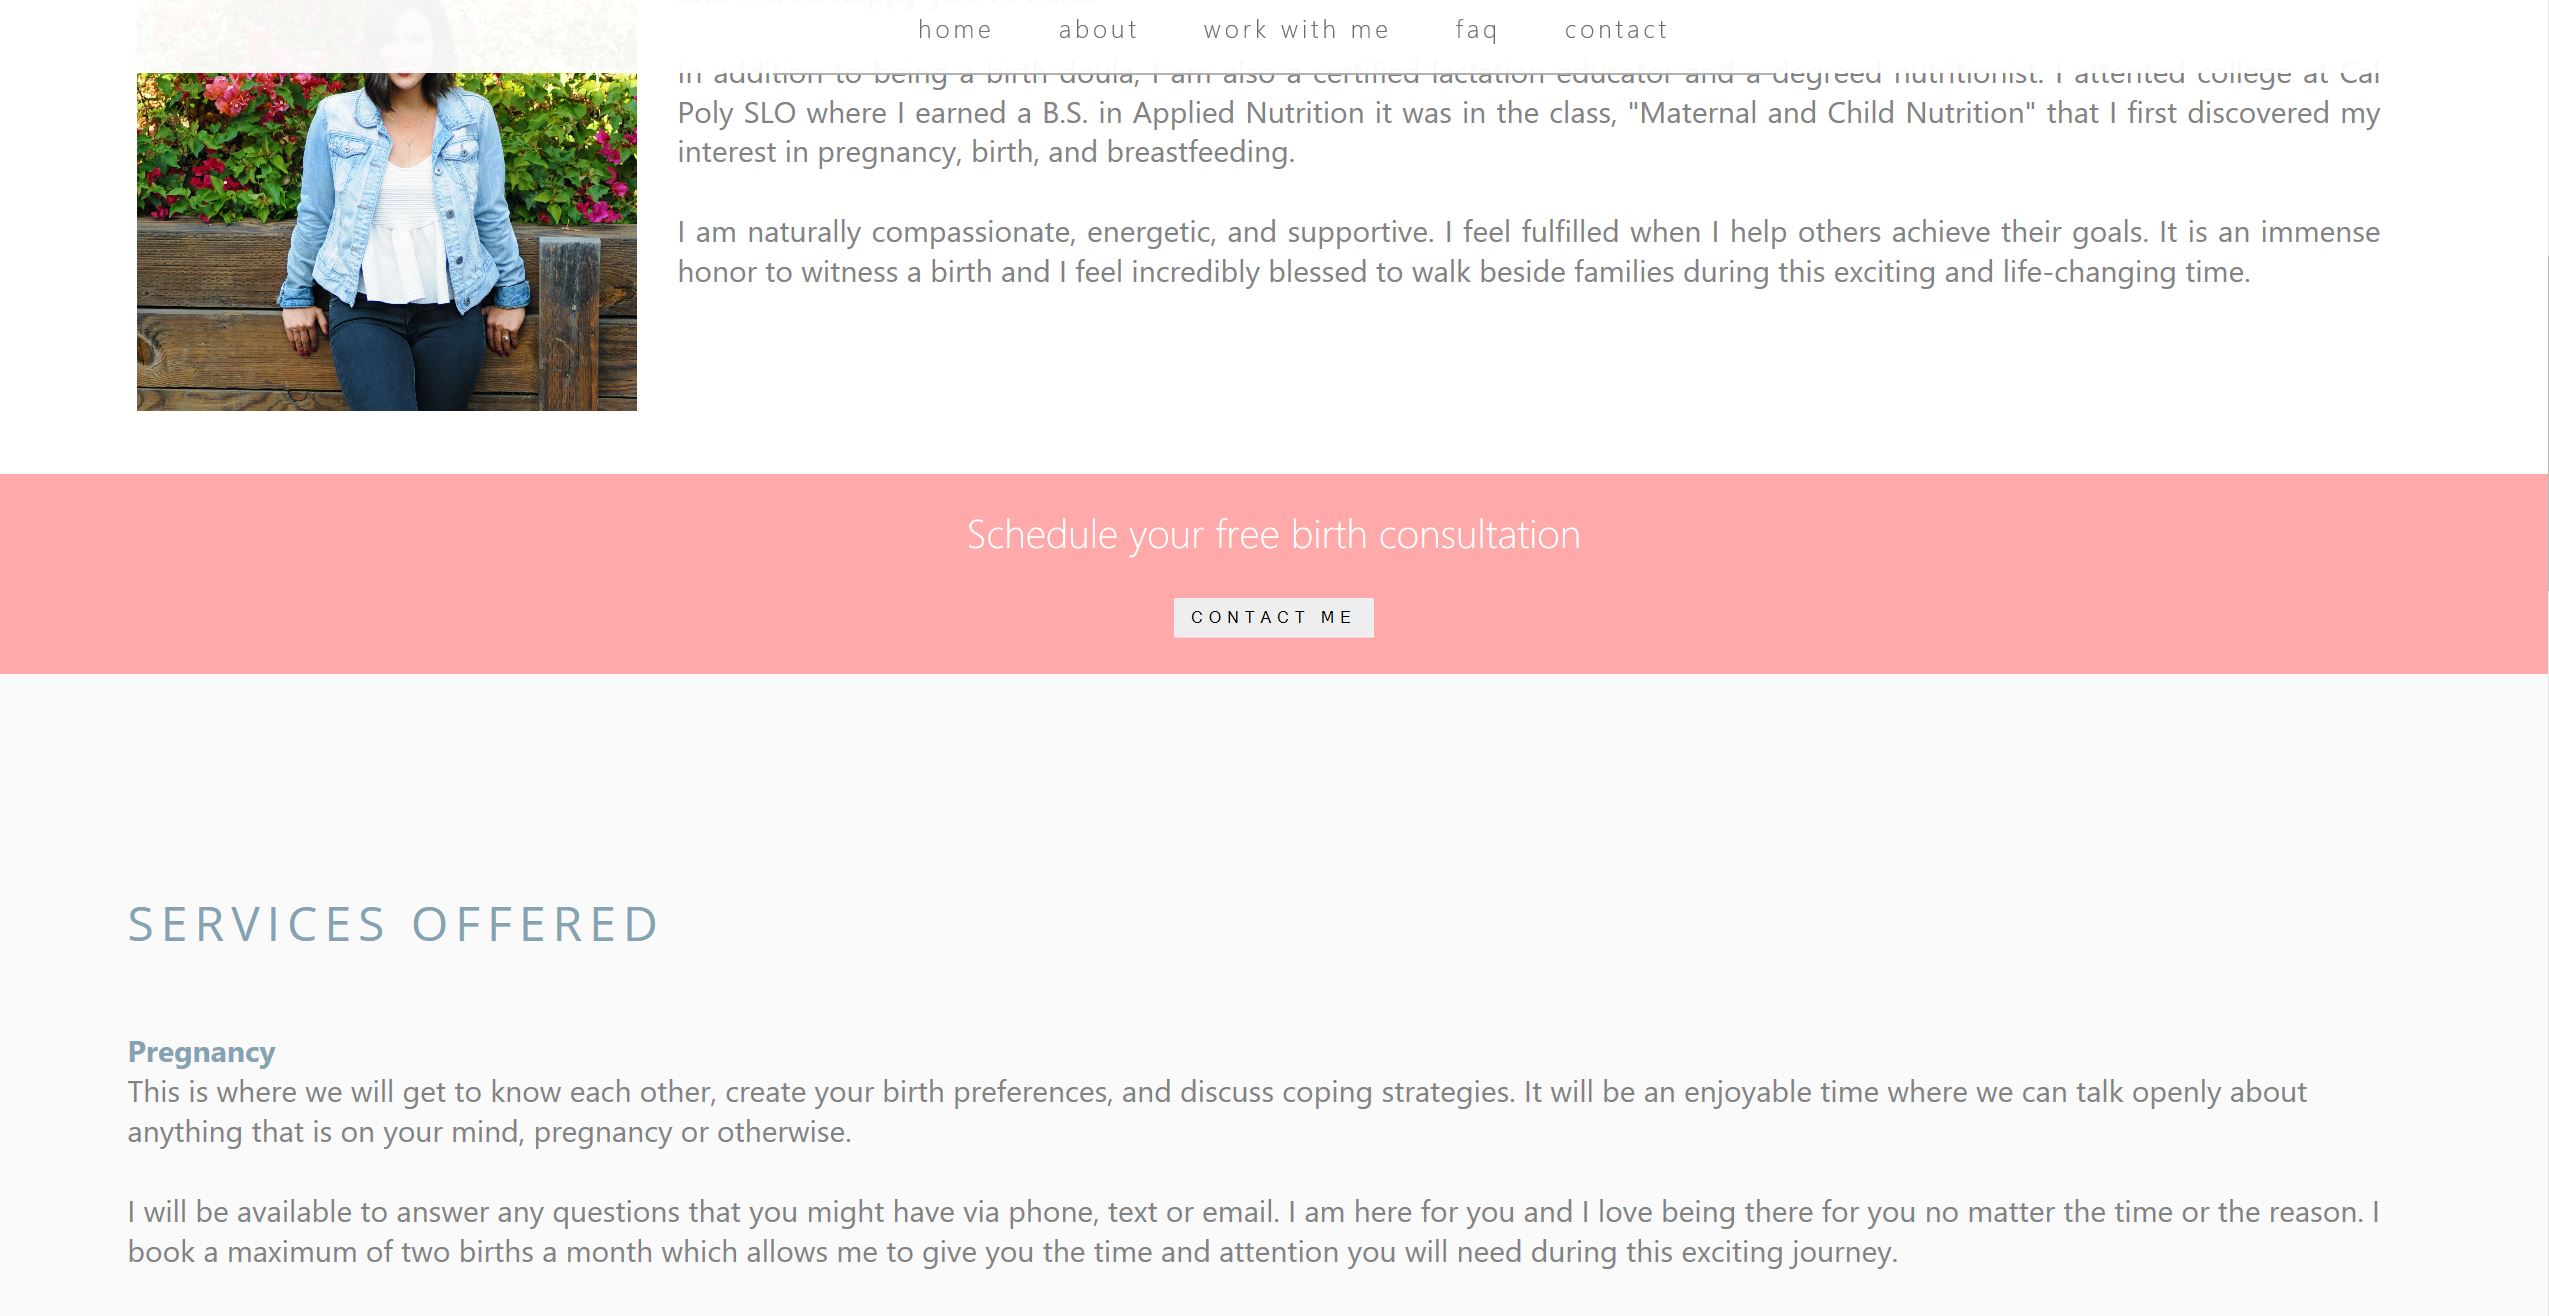 home about work with me faq contact
In addition to being a birth doula, I am also a certified lactation educator and a degreed nutritionist. I attented college at Cal
Poly SLO where I earned a B.S. in Applied Nutrition it was in the class, "Maternal and Child Nutrition" that I first discovered my
interest in pregnancy, birth, and breastfeeding.
I am naturally compassionate, energetic, and supportive. I feel fulfilled when I help others achieve their goals. It is an immense
honor to witness a birth and I feel incredibly blessed to walk beside families during this exciting and life-changing time.
Schedule your free birth consultation
CONTACT ME
SERVICES OFFERED
Pregnancy
This is where we will get to know each other, create your birth preferences, and discuss coping strategies. It will be an enjoyable time where we can talk openly about
anything that is on your mind, pregnancy or otherwise.
I will be available to answer any questions that you might have via phone, text or email. I am here for you and I love being there for you no matter the time or the reason. I
book a maximum of two births a month which allows me to give you the time and attention you will need during this exciting journey.